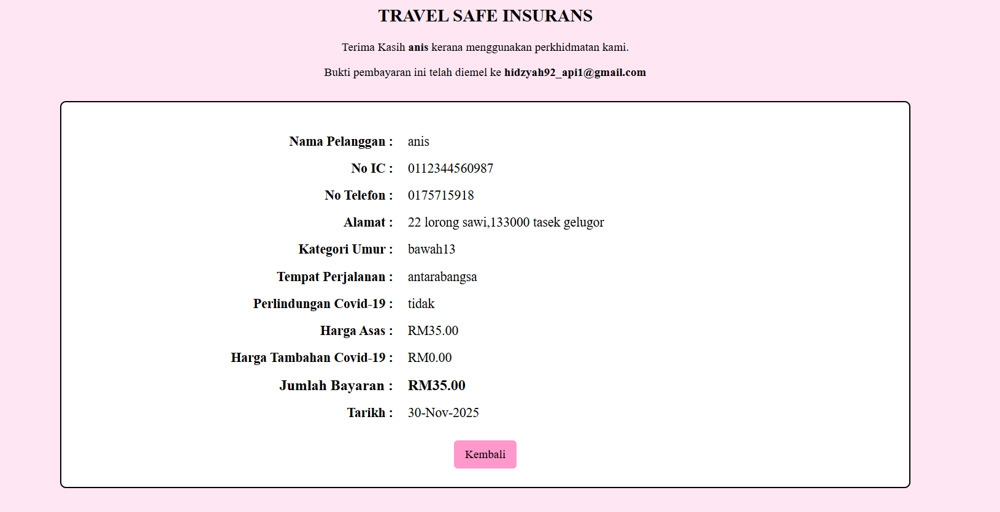 TRAVEL SAFE INSURANS
Terima Kasih anis kerana menggunakan perkhidmatan kami.
Bukti pembayaran ini telah diemel ke hidzyah92_api1@gmail.com
Nama Pelanggan : anis
No IC : 0112344560987
No Telefon : 0175715918
Alamat : 22 lorong sawi,133000 tasek gelugor
Kategori Umur : bawah13
Tempat Perjalanan : antarabangsa
Perlindungan Covid-19 : tidak
Harga Asas : RM35.00
Harga Tambahan Covid-19 : RM0.00
Jumlah Bayaran : RM35.00
Tarikh : 30-Nov-2025
Kembali